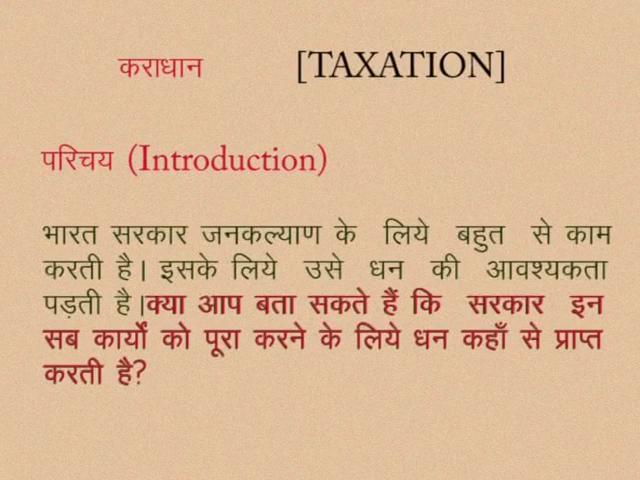 कराधान [TAXATION]
परिचय (Introduction)
भारत सरकार जनकल्याण के लिये बहुत से काम
करती है। इसके लिये उसे धन की आवश्यकता
पड़ती है।क्या आप बता सकते हैं कि सरकार इन
सब कार्यों को पूरा करने के लिये धन कहाँ से प्राप्त
करती है?